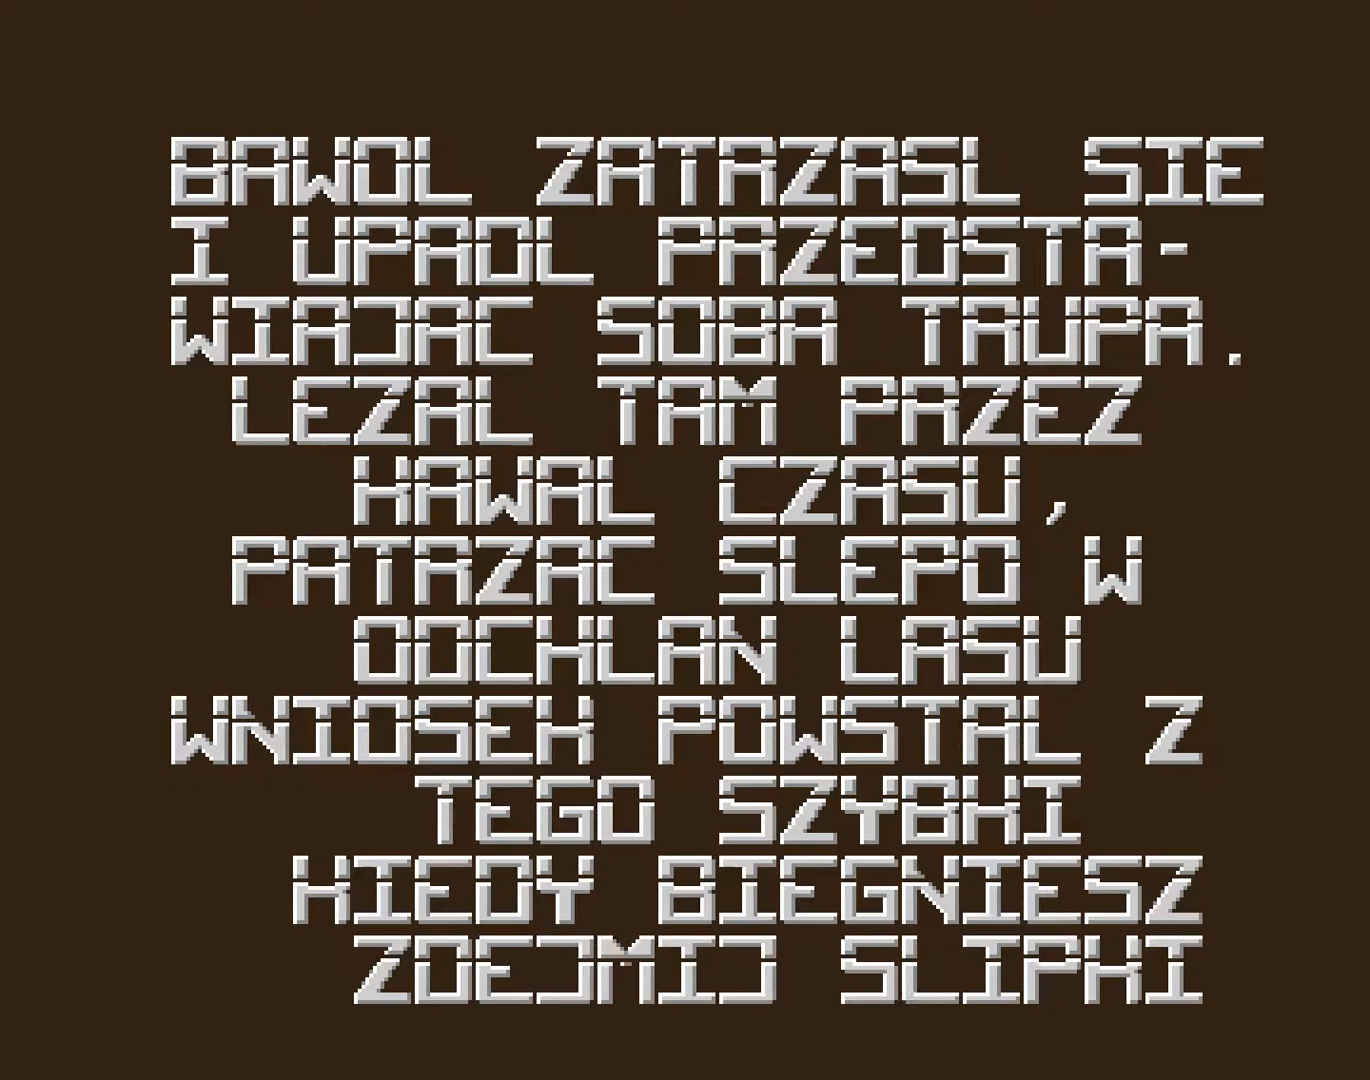 BAWOL ZATRZASL SIE
I UPADL PRZEDSTA-
WIAJAC SOBA TRUPA.
LEZAL TAM PRZEZ
KAWAL CZASU,
PATRZAC SLEPO W
ODCHLAN LASU
WNIOSEK POWSTAL Z
TEGO SZYBKI
KIEDY BIEGNIESZ
ZDEJMIJ SLIPKI